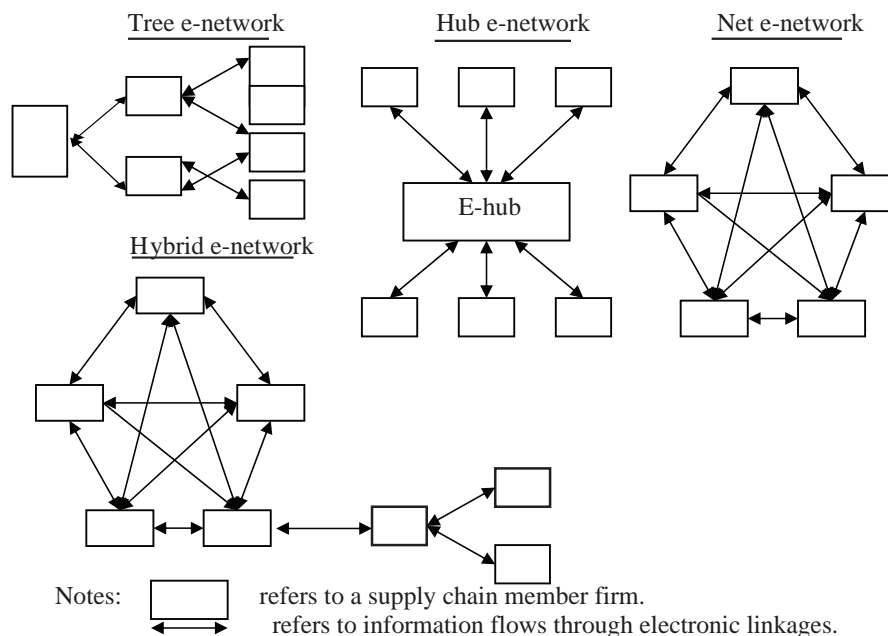 Tree e-network
Hub e-network
Net e-network
E-hub
Hybrid e-network
Notes: refers to a supply chain member firm.
refers to information flows through electronic linkages.